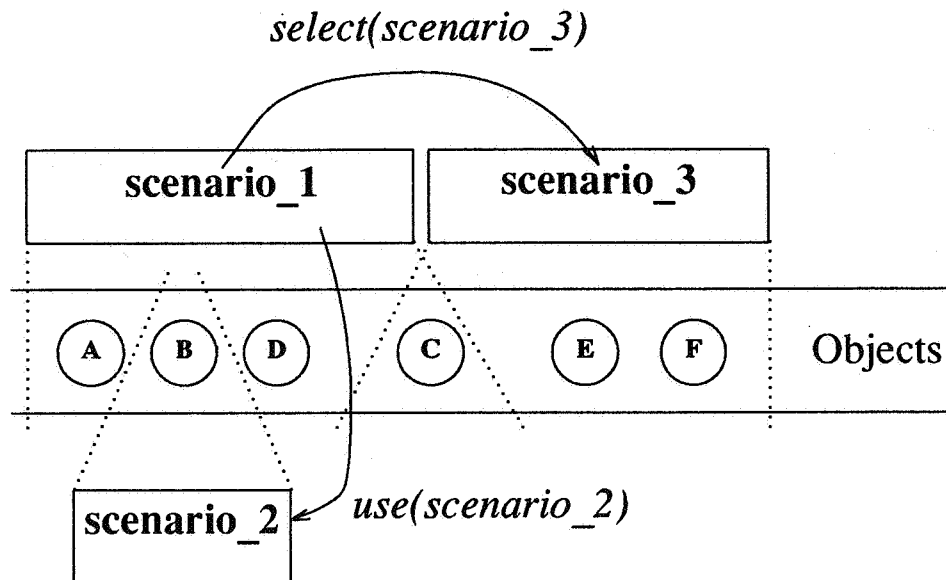 select(scenario_3)
scenario_1
scenario_3
A
B
D
C
E
F
Objects
scenario_2
use(scenario_2)